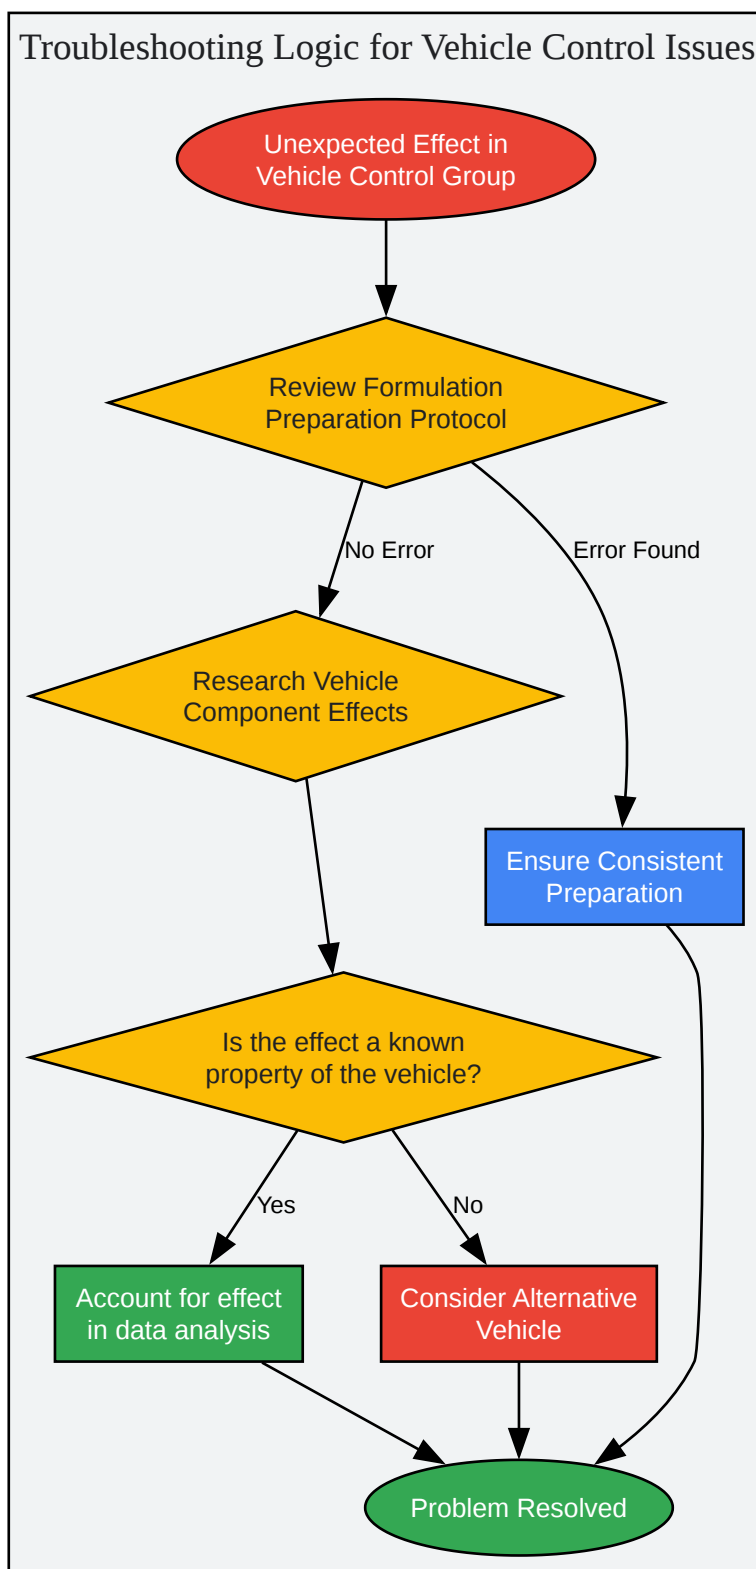 Troubleshooting Logic for Vehicle Control Issues
Unexpected Effect in
Vehicle Control Group
Review Formulation
Preparation Protocol
No Error
Error Found
Research Vehicle
Component Effects
Ensure Consistent
Preparation
Is the effect a known
property of the vehicle?
Yes
No
Account for effect
in data analysis
Consider Alternative
Vehicle
Problem Resolved